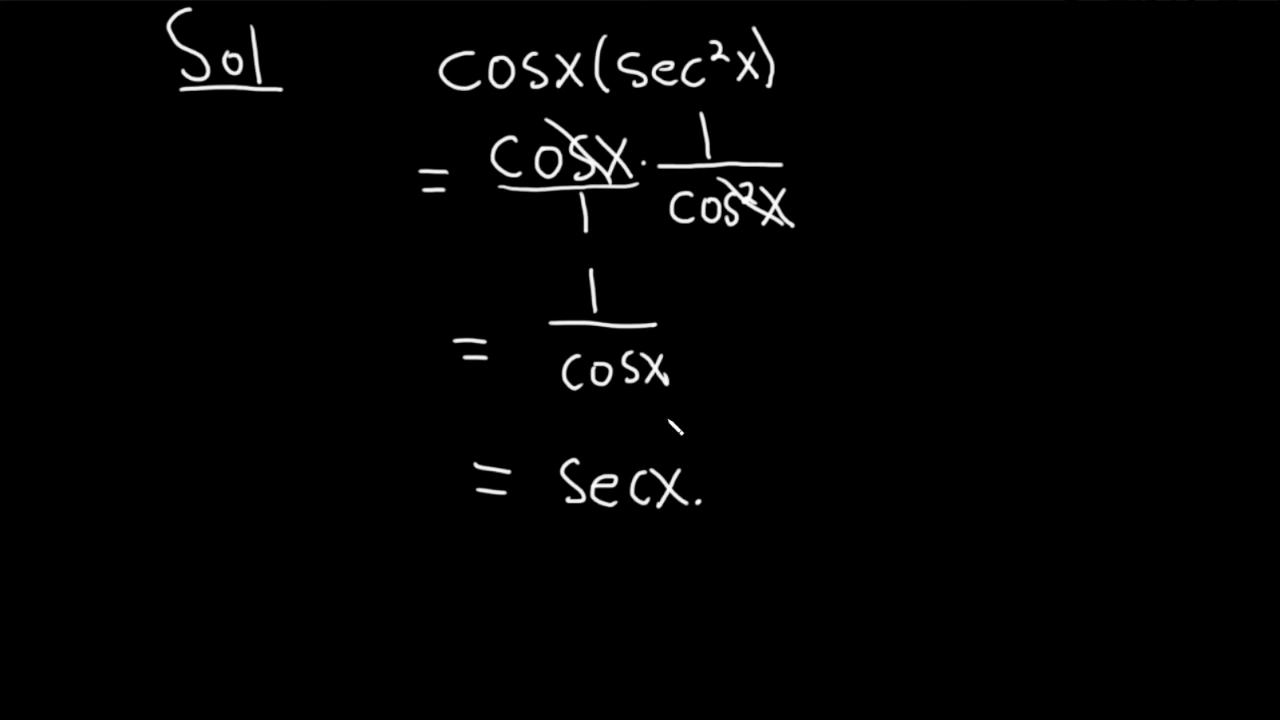 Sol
cosx(sec²x)
= cosx/1 · 1/cos²x
= 1/cosx
= secx.